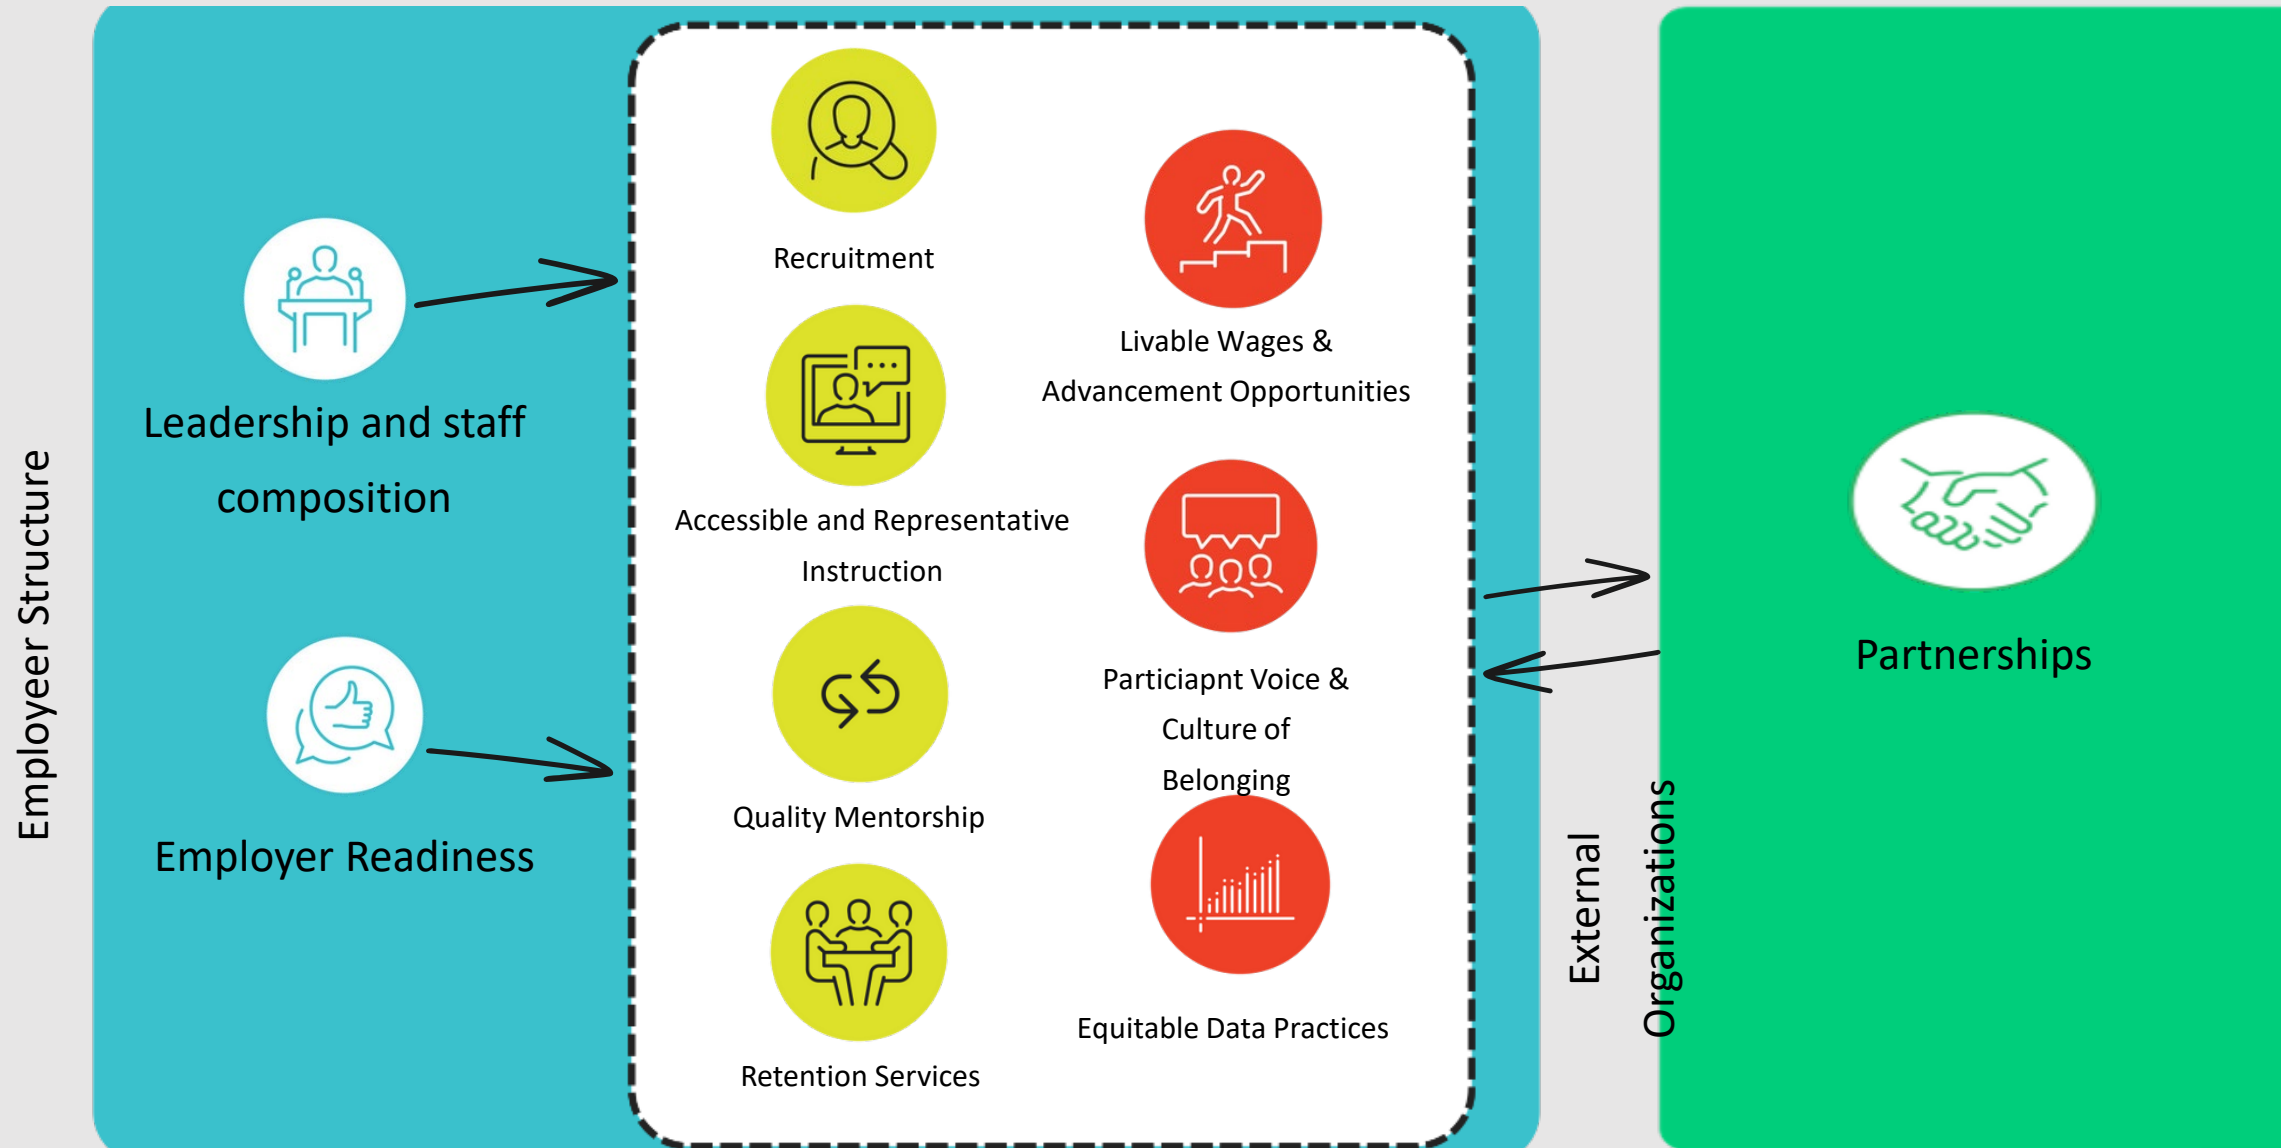 Employeer Structure
Leadership and staff
composition
Employer Readiness
Recruitment
Accessible and Representative
Instruction
Quality Mentorship
Retention Services
Livable Wages &
Advancement Opportunities
Particiapnt Voice &
Culture of
Belonging
Equitable Data Practices
External
Organizations
Partnerships